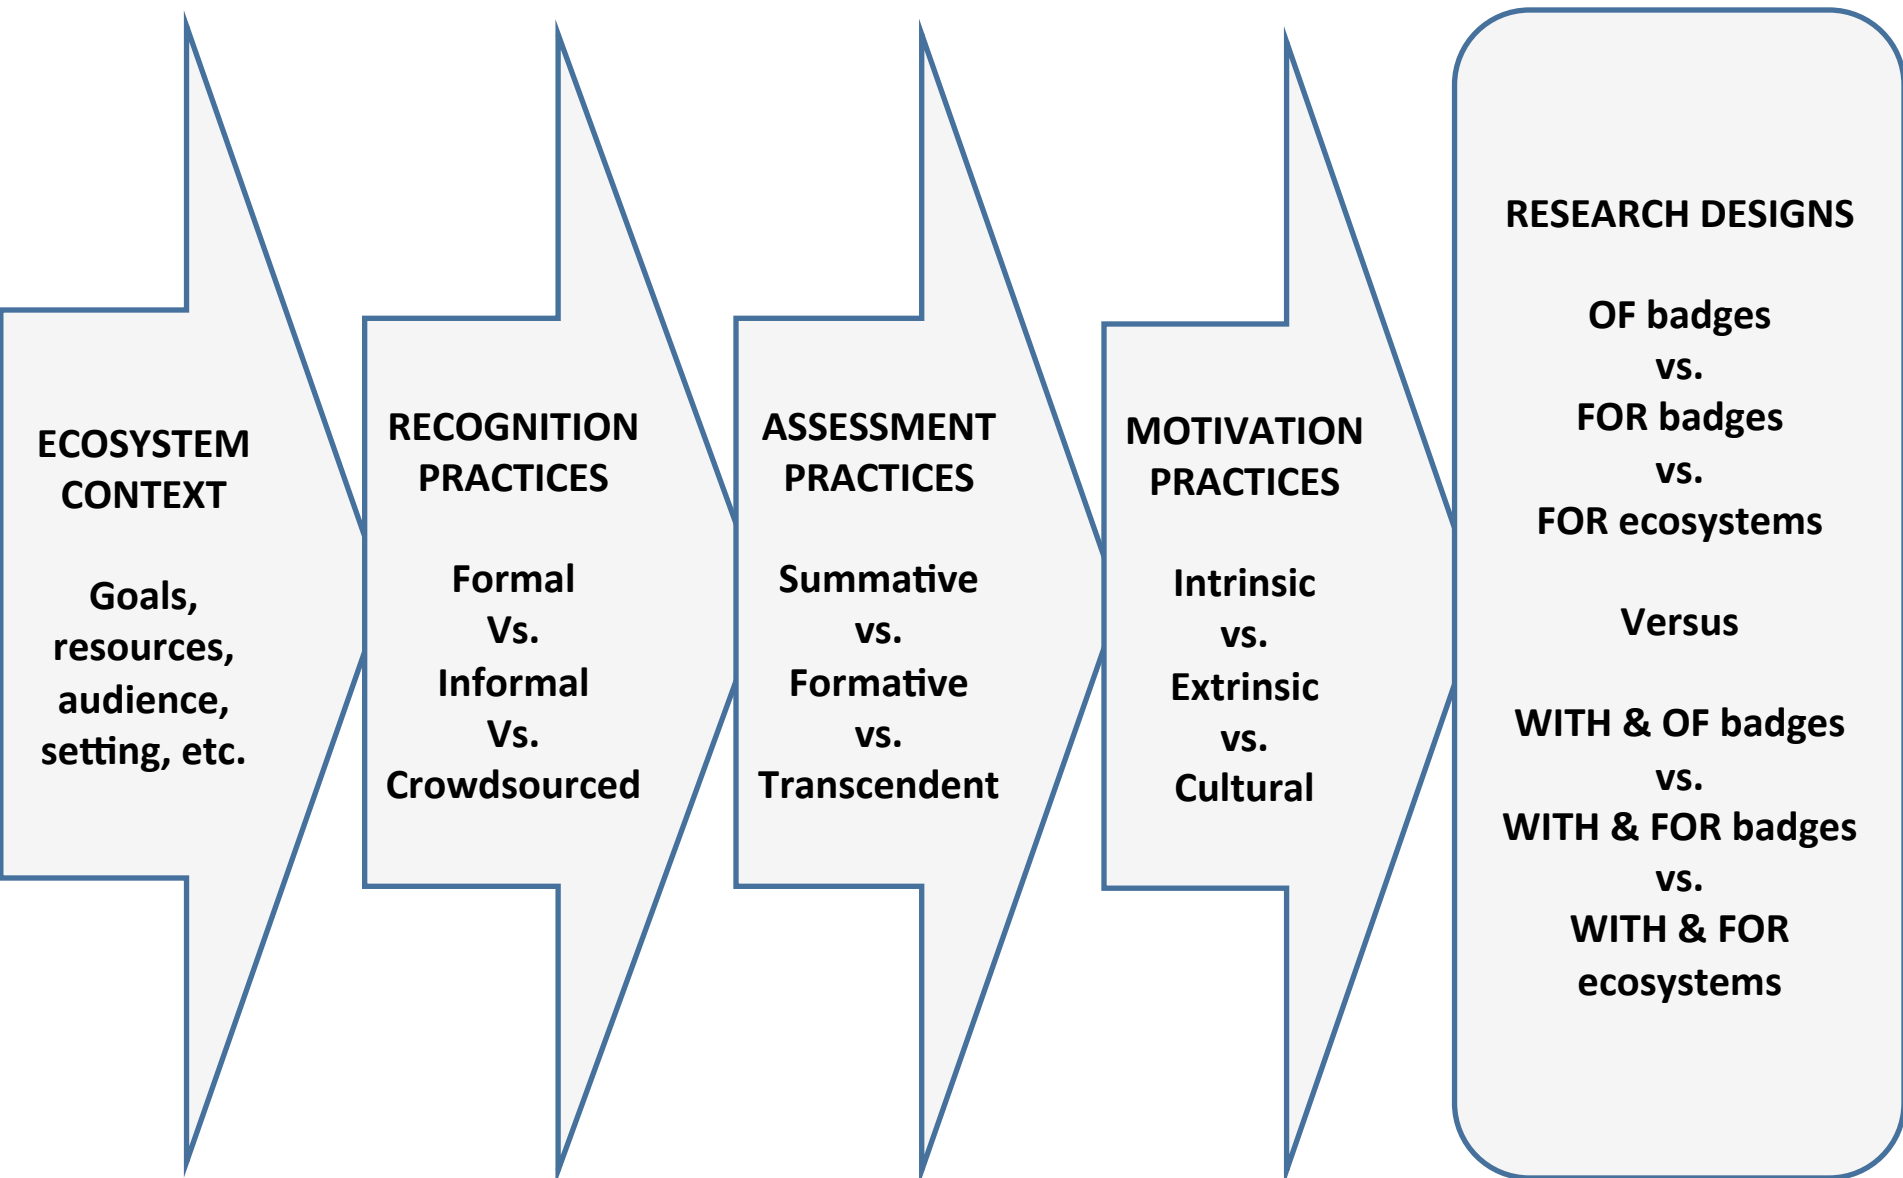 ECOSYSTEM
CONTEXT
Goals,
resources,
audience,
setting, etc.
RECOGNITION
PRACTICES
Formal
Vs.
Informal
Vs.
Crowdsourced
ASSESSMENT
PRACTICES
Summative
vs.
Formative
vs.
Transcendent
MOTIVATION
PRACTICES
Intrinsic
vs.
Extrinsic
vs.
Cultural
RESEARCH DESIGNS
OF badges
vs.
FOR badges
vs.
FOR ecosystems
Versus
WITH & OF badges
vs.
WITH & FOR badges
vs.
WITH & FOR
ecosystems